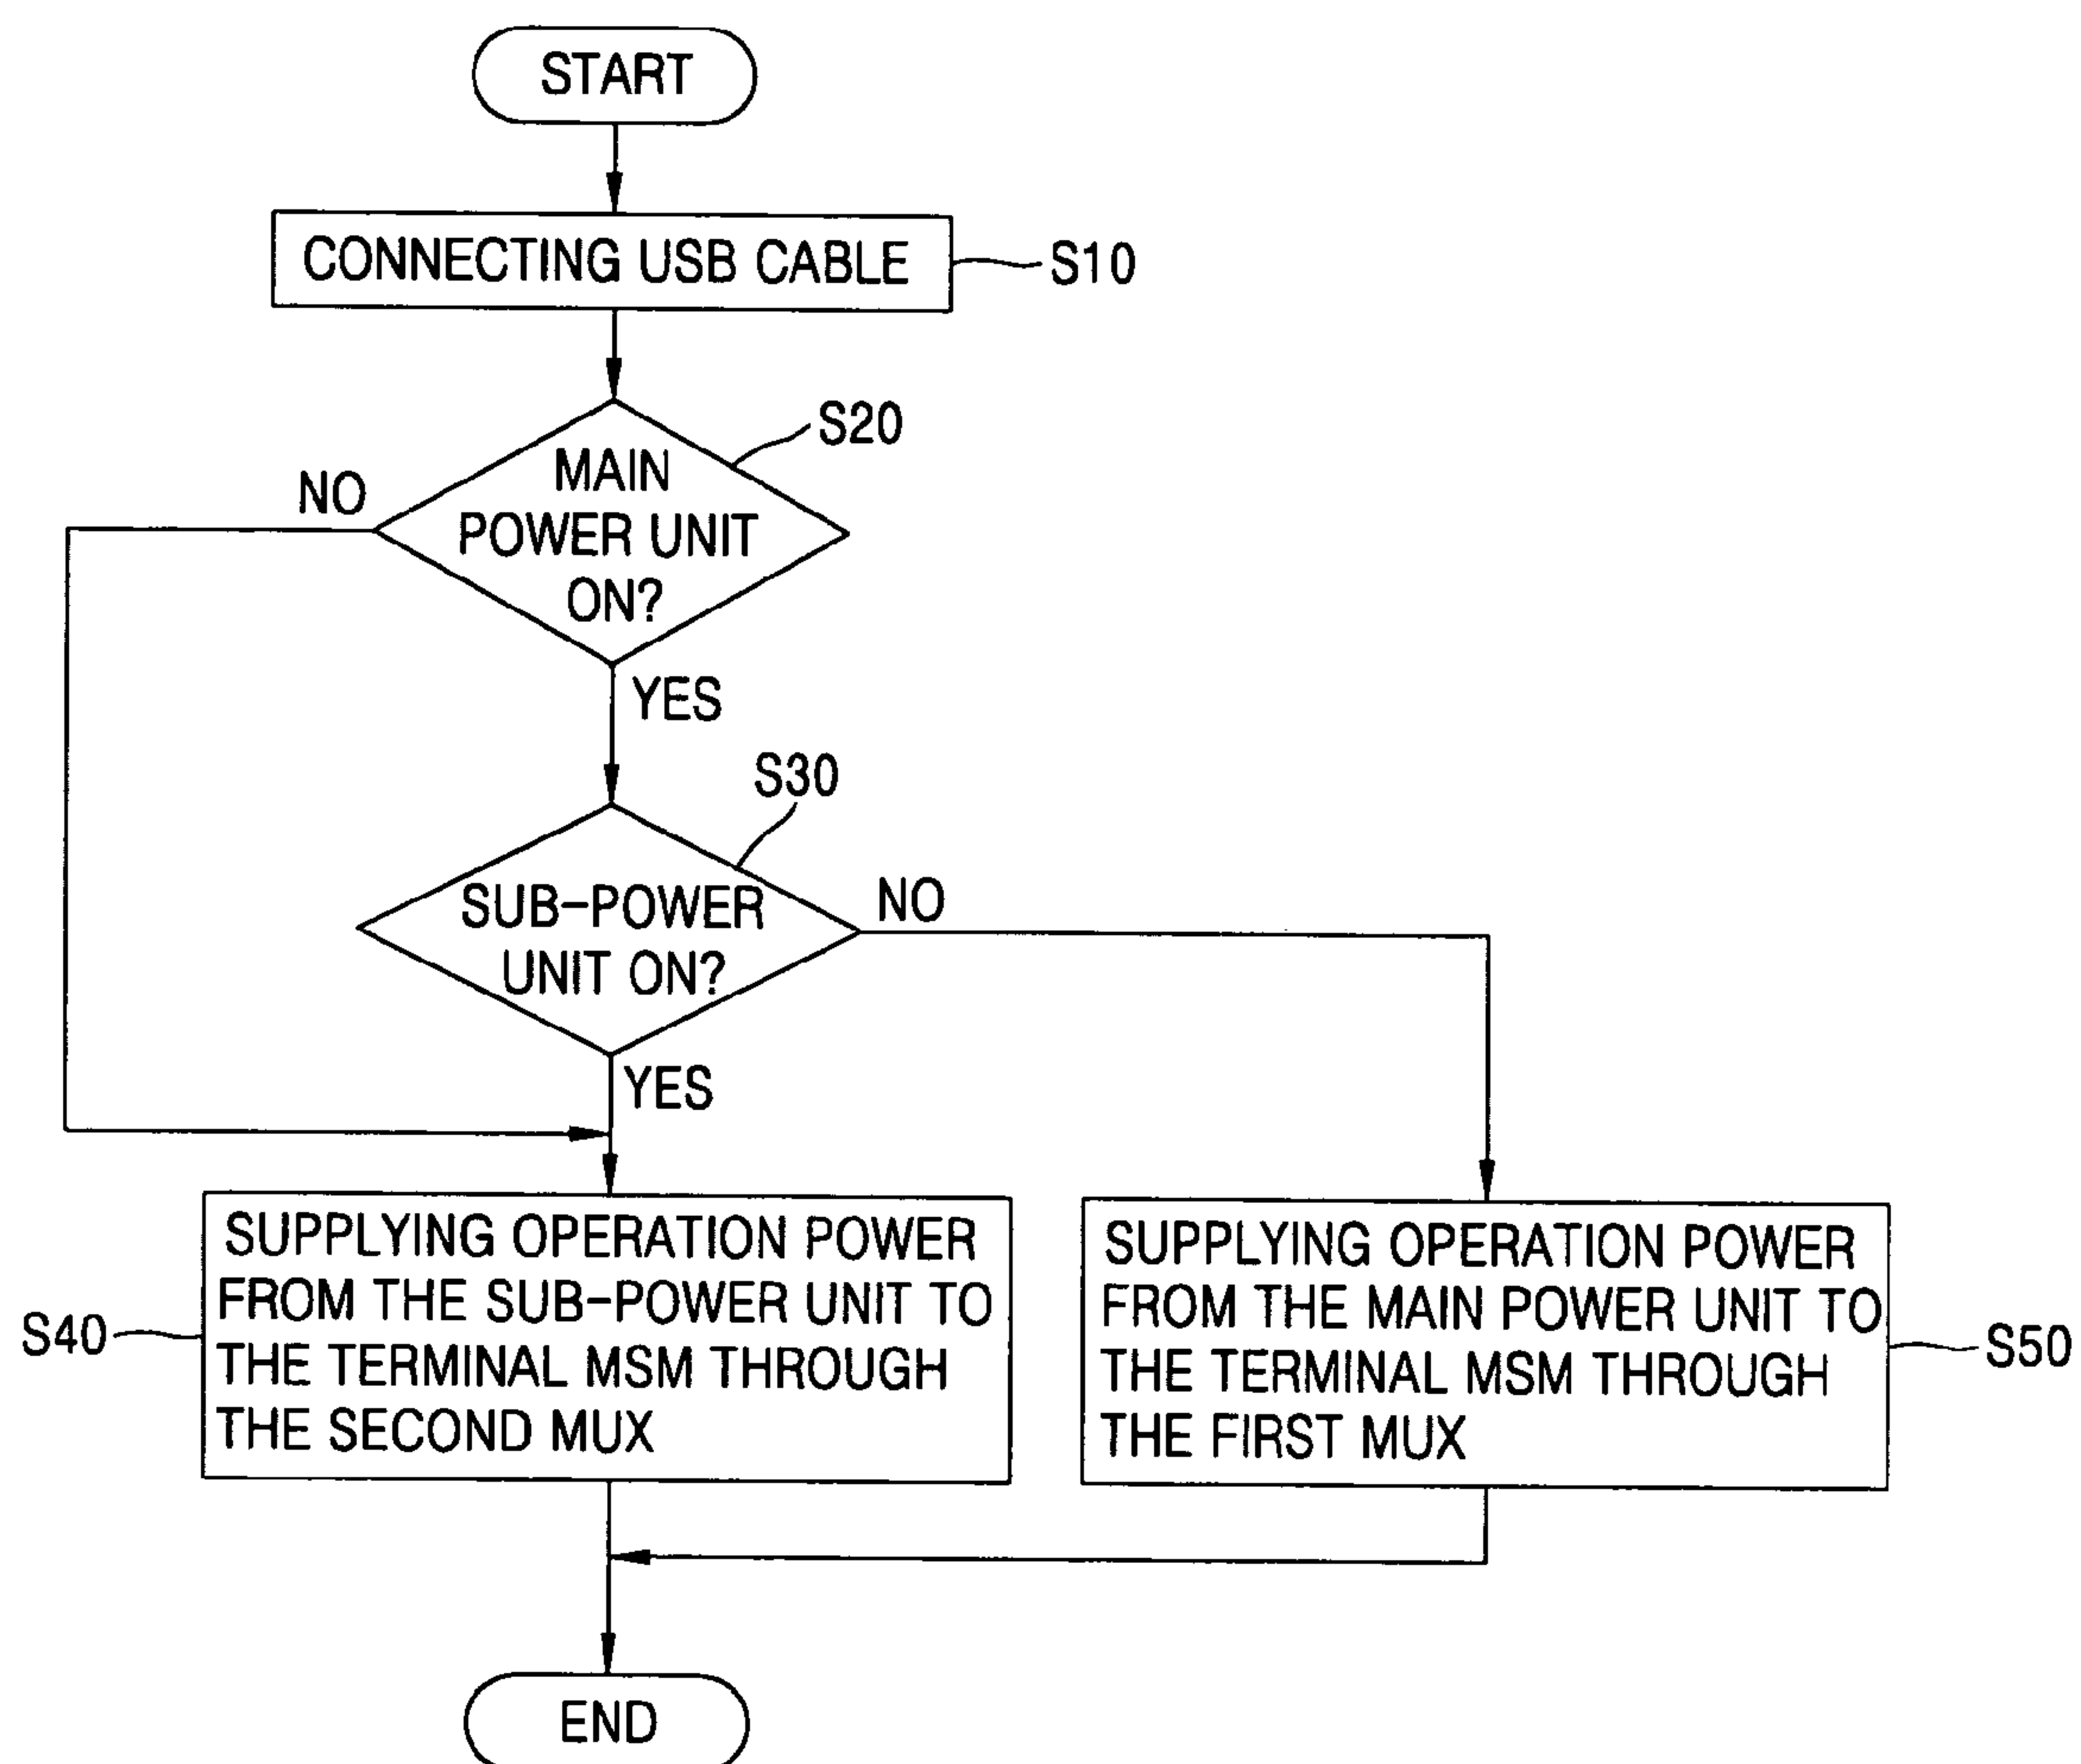 START
CONNECTING USB CABLE
S10
S20
MAIN
POWER UNIT
ON?
NO
YES
S30
SUB-POWER
UNIT ON?
NO
YES
SUPPLYING OPERATION POWER
FROM THE SUB-POWER UNIT TO
THE TERMINAL MSM THROUGH
THE SECOND MUX
S40
SUPPLYING OPERATION POWER
FROM THE MAIN POWER UNIT TO
THE TERMINAL MSM THROUGH
THE FIRST MUX
S50
END